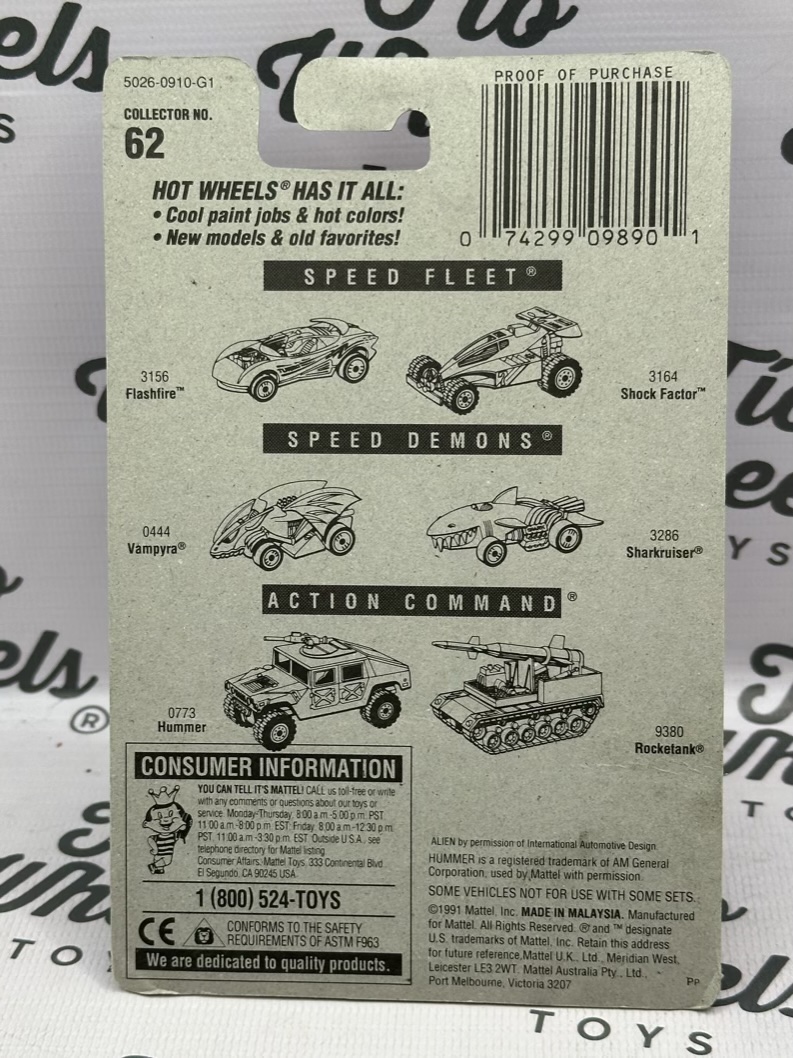 5026-0910-G1
COLLECTOR NO.
62
PROOF OF PURCHASE
0 74299 09890 1
HOT WHEELS® HAS IT ALL:
• Cool paint jobs & hot colors!
• New models & old favorites!
SPEED FLEET®
3156
Flashfire™
3164
Shock Factor™
SPEED DEMONS®
0444
Vampyra®
3286
Sharkruiser®
ACTION COMMAND®
0773
Hummer
9380
Rocketank®
CONSUMER INFORMATION
YOU CAN TELL IT'S MATTEL! CALL us toll-free or write
with any comments or questions about our toys or
service. Monday-Thursday, 8:00 a.m.-5:00 p.m. PST.
11:00 a.m.-8:00 p.m. EST: Friday, 8:00 a.m.-12:30 p.m.
PST. 11:00 a.m.-3:30 p.m. EST. Outside U.S.A., see
telephone directory for Mattel listing.
Consumer Affairs, Mattel Toys, 333 Continental Blvd.,
El Segundo, CA 90245 USA.
1 (800) 524-TOYS
CE
CONFORMS TO THE SAFETY
REQUIREMENTS OF ASTM F963
We are dedicated to quality products.
ALIEN by permission of International Automotive Design.
HUMMER is a registered trademark of AM General
Corporation, used by Mattel with permission.
SOME VEHICLES NOT FOR USE WITH SOME SETS.
©1991 Mattel, Inc. MADE IN MALAYSIA. Manufactured
for Mattel. All Rights Reserved. ® and ™ designate
U.S. trademarks of Mattel, Inc. Retain this address
for future reference. Mattel U.K., Ltd., Meridian West,
Leicester LE3 2WT. Mattel Australia Pty., Ltd.,
Port Melbourne, Victoria 3207
Pp
TOYS